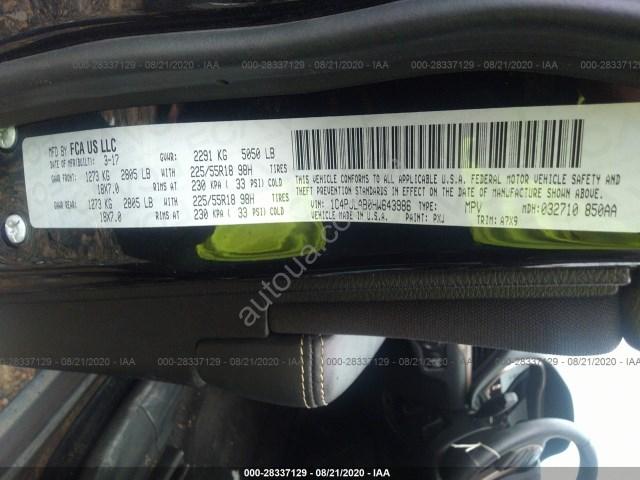 000-28337129 - 08/21/2020 - IAA 000-28337129 - 08/21/2020 - IAA 000-28337129 - 08/21/2020 - IAA
MFD BY FCA US LLC
DATE OF MFR(BUILT): 3-17 GVWR: 2291 KG 5050 LB
GAWR FRONT: 1273 KG 2805 LB WITH 225/55R18 98H TIRES
18X7.0 RIMS AT 230 KPA ( 33 PSI) COLD
GAWR REAR: 1273 KG 2805 LB WITH 225/55R18 98H TIRES
18X7.0 RIMS AT 230 KPA ( 33 PSI) COLD
THIS VEHICLE CONFORMS TO ALL APPLICABLE U.S.A. FEDERAL MOTOR VEHICLE SAFETY AND
THEFT PREVENTION STANDARDS IN EFFECT ON THE DATE OF MANUFACTURE SHOWN ABOVE.
VIN: TYPE: MPV MDH: 032710 850AA
VEHICLE MADE IN U.S.A. PAINT: PXJ TRIM: A7X9
autoua.com
000-28337129 - 08/21/2020 - IAA 000-28337129 - 08/21/2020 - IAA 000-28337129 - 08/21/2020 - IAA
000-28337129 - 08/21/2020 - IAA